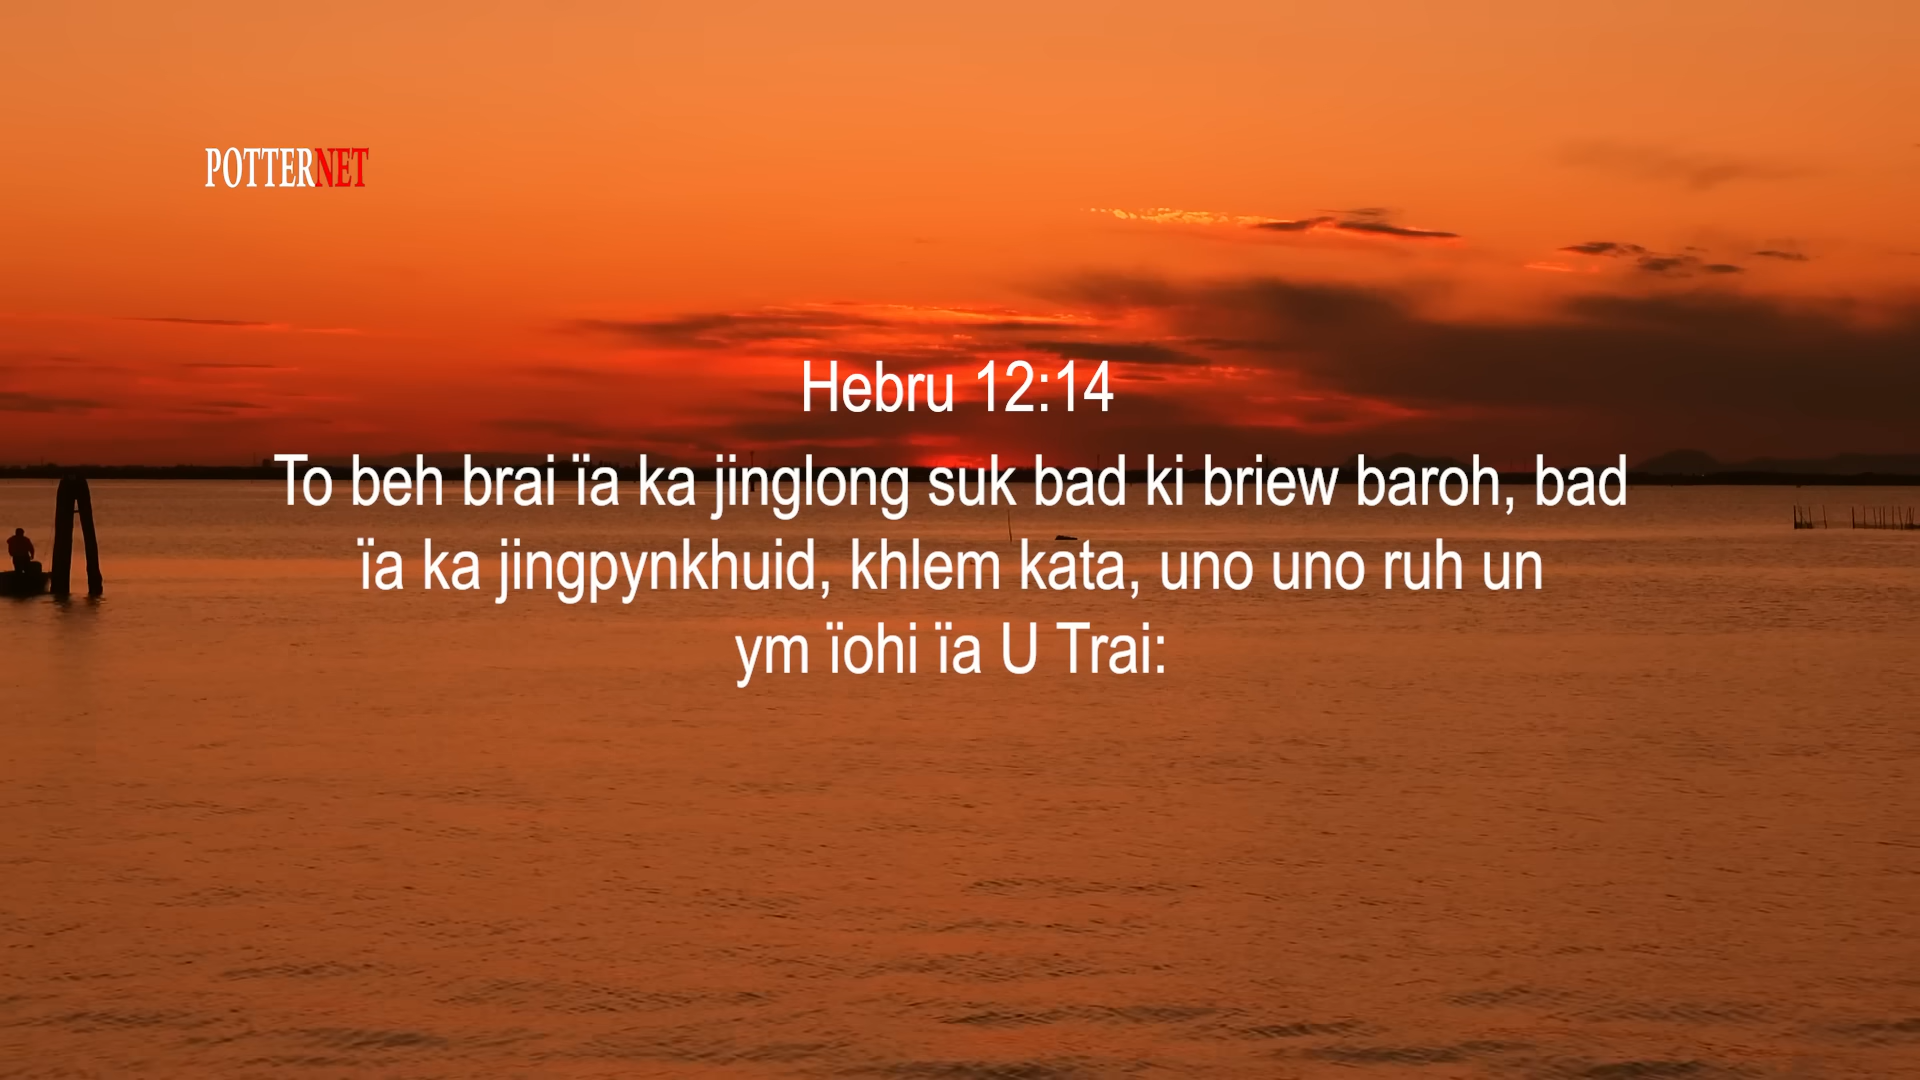 POTTERNET
Hebru 12:14
To beh brai ïa ka jinglong suk bad ki briew baroh, bad
ïa ka jingpynkhuid, khlem kata, uno uno ruh un
ym ïohi ïa U Trai: